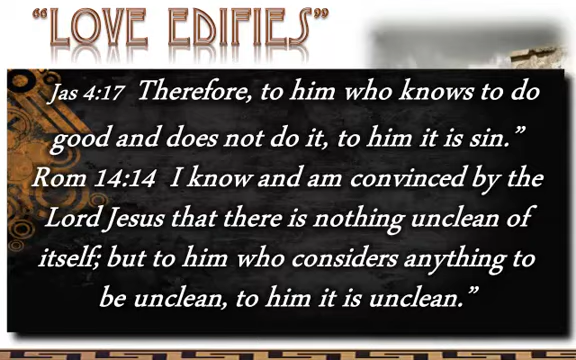 “LOVE EDIFIES”
Jas 4:17 Therefore, to him who knows to do
good and does not do it, to him it is sin.”
Rom 14:14 I know and am convinced by the
Lord Jesus that there is nothing unclean of
itself; but to him who considers anything to
be unclean, to him it is unclean.”